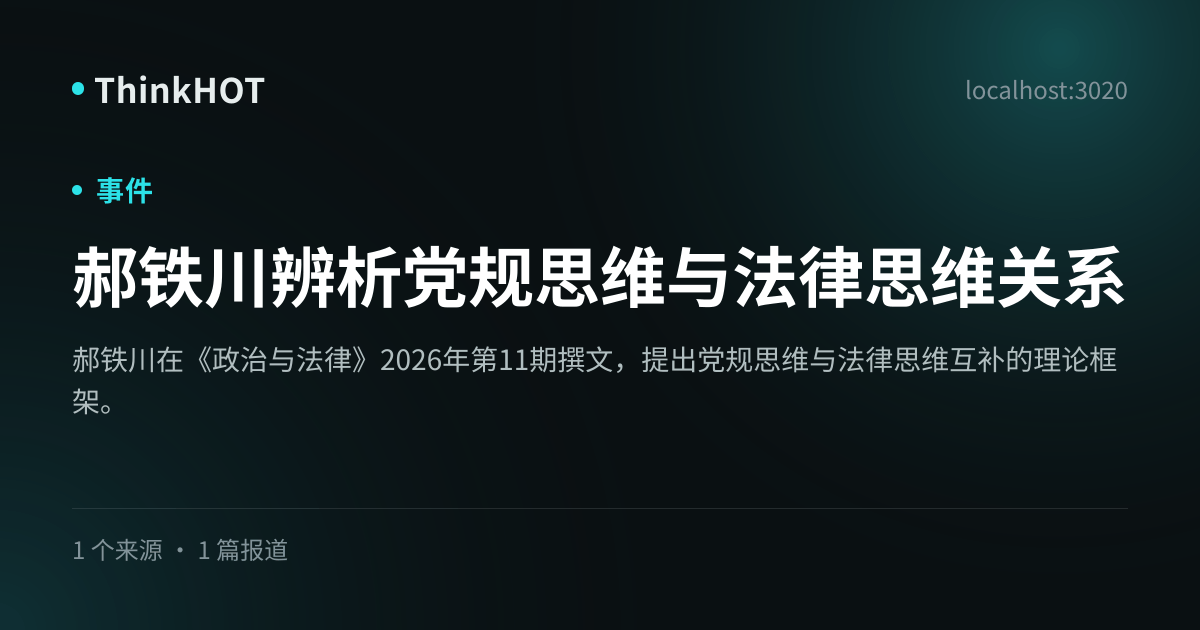 ThinkHOT
localhost:3020
事件
郝铁川辨析党规思维与法律思维关系
郝铁川在《政治与法律》2026年第11期撰文，提出党规思维与法律思维互补的理论框
架。
1 个来源 · 1 篇报道